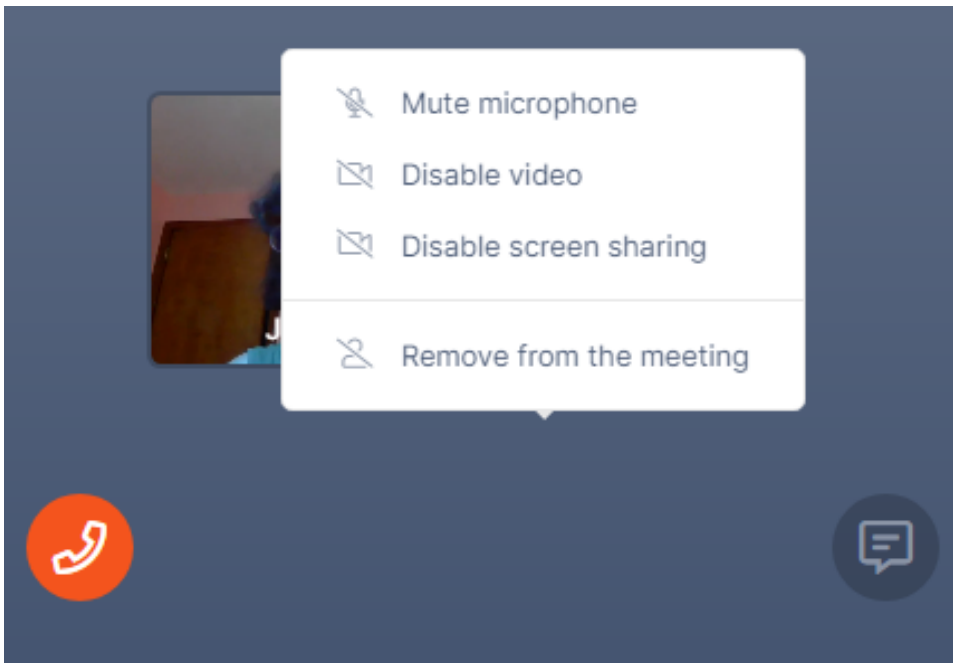 Mute microphone
Disable video
Disable screen sharing
Remove from the meeting
J